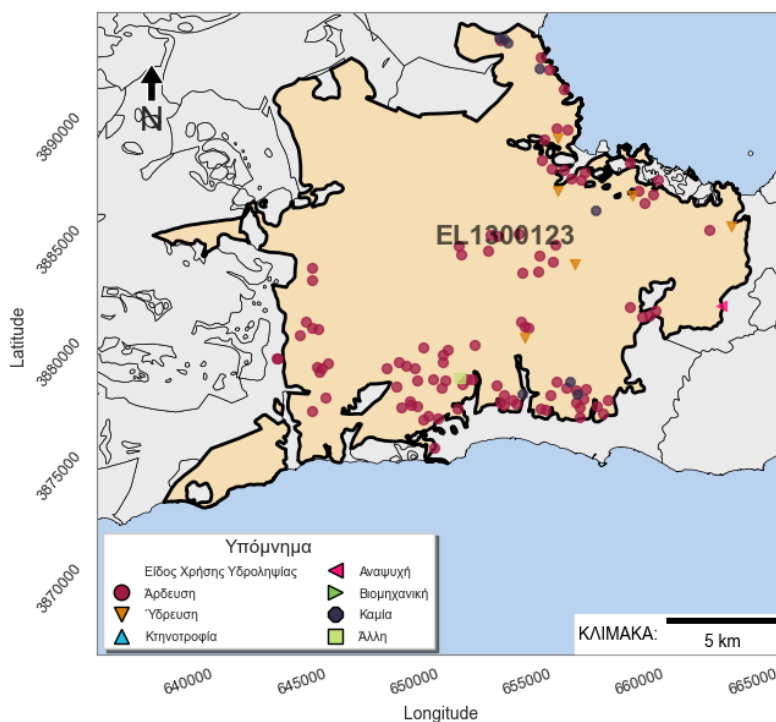 N
EL1300123
3890000
3885000
3880000
3875000
3870000
Latitude
Υπόμνημα
Είδος Χρήσης Υδροληψίας
Άρδευση
Ύδρευση
Κτηνοτροφία
Αναψυχή
Βιομηχανική
Καμία
Άλλη
ΚΛΙΜΑΚΑ:
5 km
640000
645000
650000
655000
660000
665000
Longitude